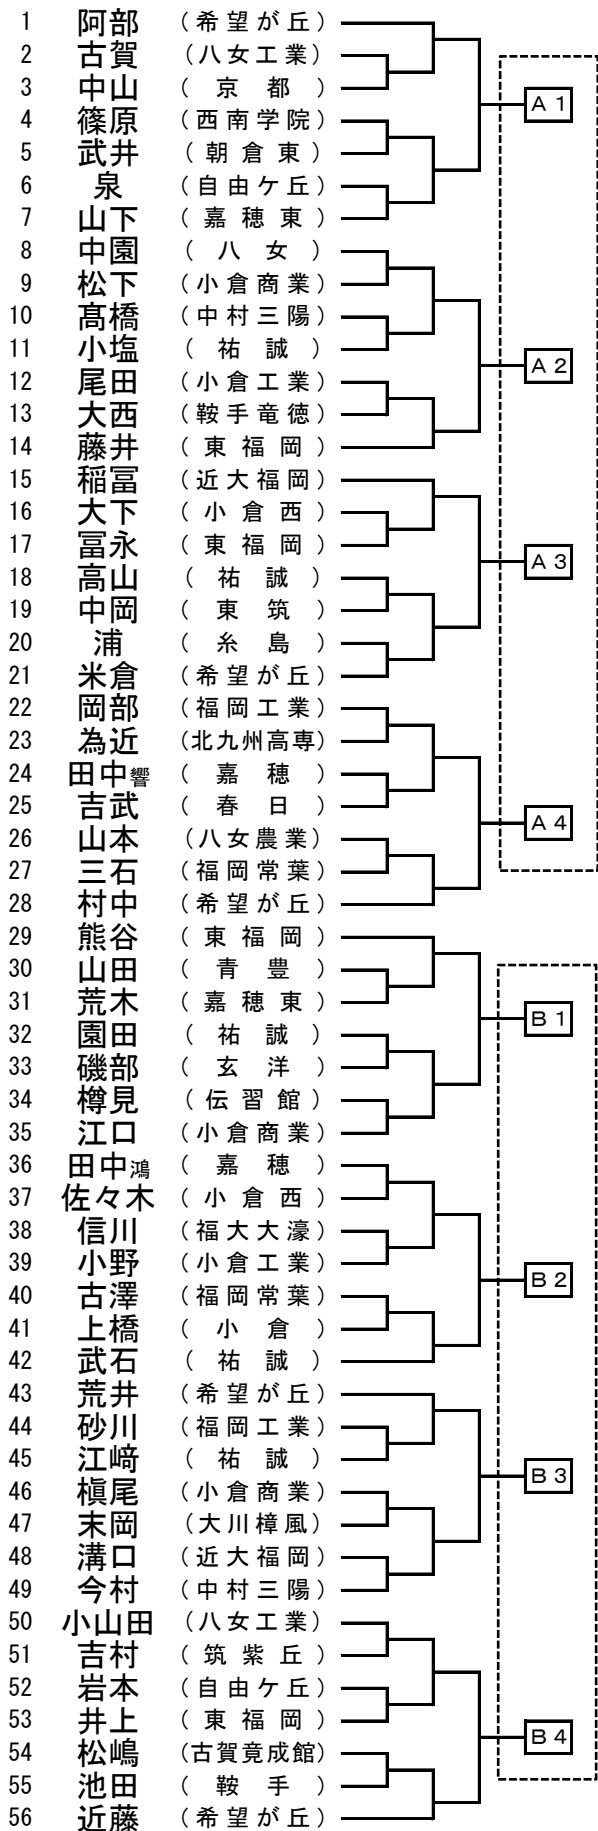 1 阿部 (希望が丘)
2 古賀 (八女工業)
3 中山 (京都)
A 1
4 篠原 (西南学院)
5 武井 (朝倉東)
6 泉 (自由ケ丘)
7 山下 (嘉穂東)
8 中園 (八女)
9 松下 (小倉商業)
10 髙橋 (中村三陽)
11 小塩 (祐誠)
A 2
12 尾田 (小倉工業)
13 大西 (鞍手竜徳)
14 藤井 (東福岡)
15 稲冨 (近大福岡)
16 大下 (小倉西)
17 冨永 (東福岡)
A 3
18 高山 (祐誠)
19 中岡 (東筑)
20 浦 (糸島)
21 米倉 (希望が丘)
22 岡部 (福岡工業)
23 為近 (北九州高専)
24 田中響 (嘉穂)
25 吉武 (春日)
A 4
26 山本 (八女農業)
27 三石 (福岡常葉)
28 村中 (希望が丘)
29 熊谷 (東福岡)
30 山田 (青豊)
31 荒木 (嘉穂東)
B 1
32 園田 (祐誠)
33 磯部 (玄洋)
34 樽見 (伝習館)
35 江口 (小倉商業)
36 田中鴻 (嘉穂)
37 佐々木 (小倉西)
38 信川 (福大大濠)
39 小野 (小倉工業)
B 2
40 古澤 (福岡常葉)
41 上橋 (小倉)
42 武石 (祐誠)
43 荒井 (希望が丘)
44 砂川 (福岡工業)
45 江﨑 (祐誠)
B 3
46 槇尾 (小倉商業)
47 末岡 (大川樟風)
48 溝口 (近大福岡)
49 今村 (中村三陽)
50 小山田 (八女工業)
51 吉村 (筑紫丘)
52 岩本 (自由ケ丘)
53 井上 (東福岡)
B 4
54 松嶋 (古賀竟成館)
55 池田 (鞍手)
56 近藤 (希望が丘)